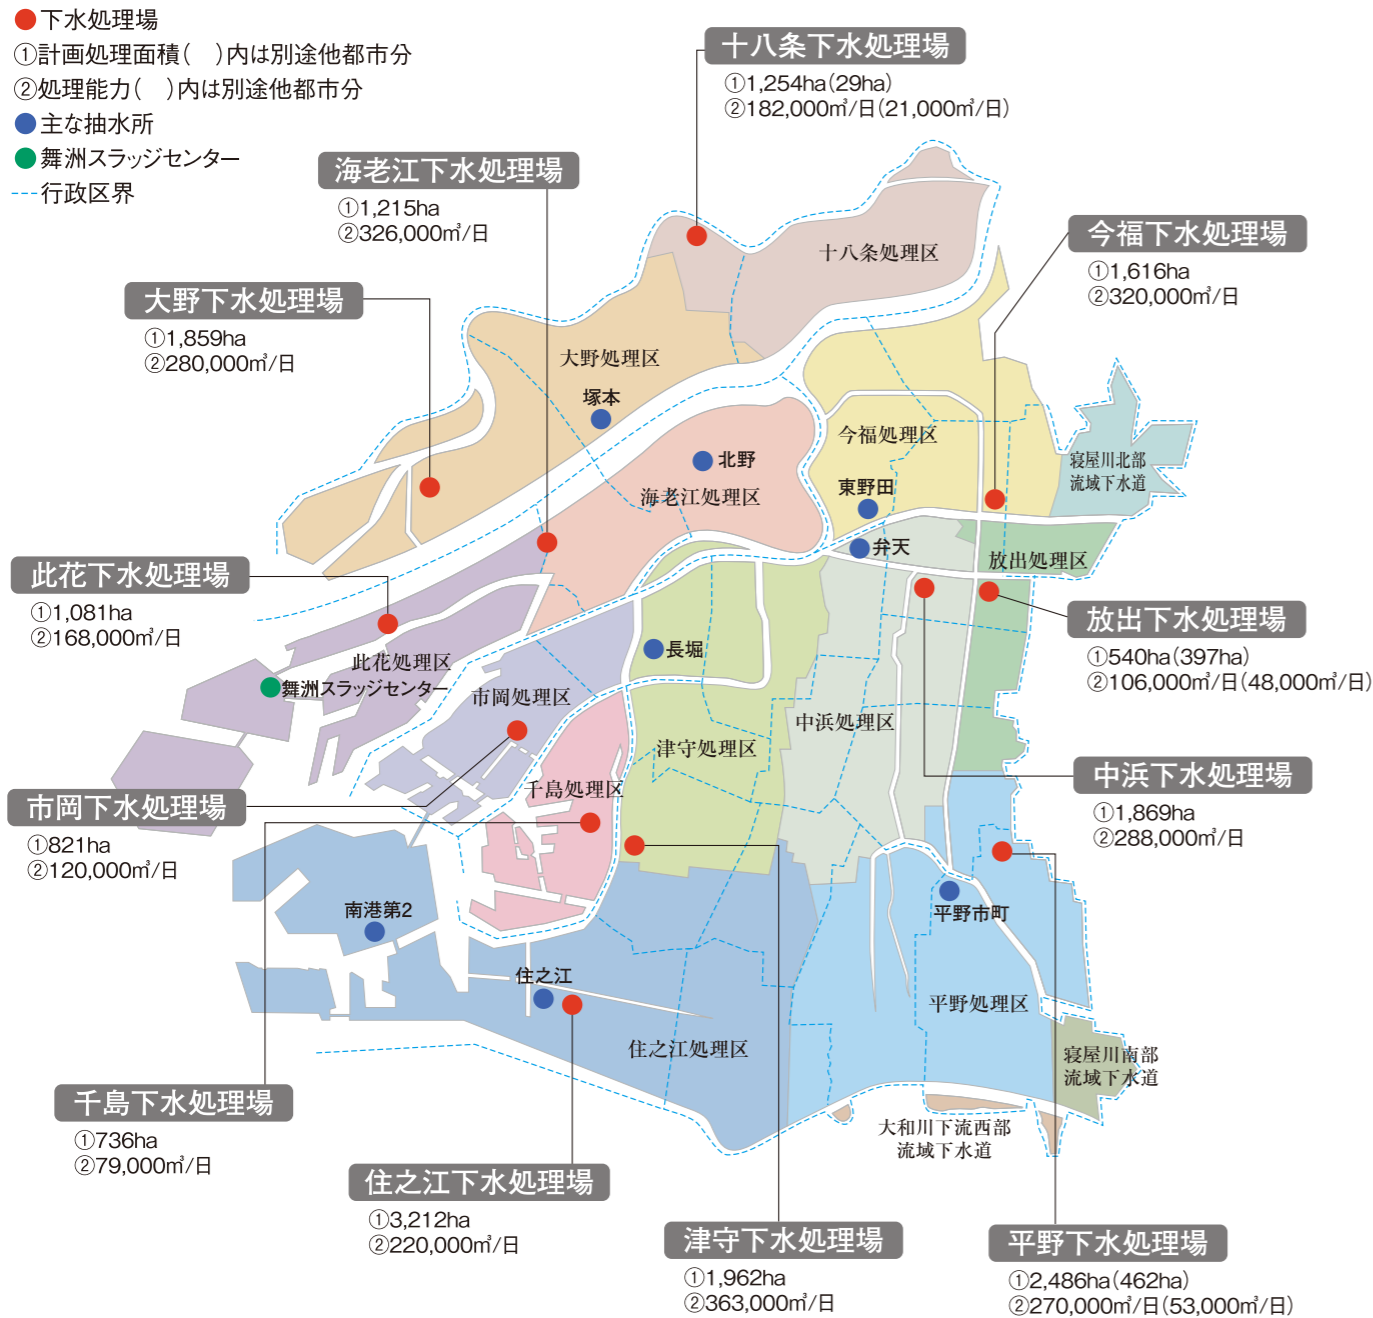 下水処理場
①計画処理面積(　)内は別途他都市分
②処理能力(　)内は別途他都市分
主な抽水所
舞洲スラッジセンター
行政区界
十八条下水処理場
①1,254ha(29ha)
②182,000㎥/日(21,000㎥/日)
海老江下水処理場
①1,215ha
②326,000㎥/日
今福下水処理場
①1,616ha
②320,000㎥/日
大野下水処理場
①1,859ha
②280,000㎥/日
十八条処理区
大野処理区
塚本
北野
海老江処理区
今福処理区
東野田
寝屋川北部
流域下水道
弁天
放出処理区
此花下水処理場
①1,081ha
②168,000㎥/日
放出下水処理場
①540ha(397ha)
②106,000㎥/日(48,000㎥/日)
此花処理区
舞洲スラッジセンター
長堀
市岡処理区
中浜処理区
津守処理区
千島処理区
市岡下水処理場
①821ha
②120,000㎥/日
中浜下水処理場
①1,869ha
②288,000㎥/日
南港第2
平野市町
住之江
平野処理区
住之江処理区
寝屋川南部
流域下水道
大和川下流西部
流域下水道
千島下水処理場
①736ha
②79,000㎥/日
住之江下水処理場
①3,212ha
②220,000㎥/日
津守下水処理場
①1,962ha
②363,000㎥/日
平野下水処理場
①2,486ha(462ha)
②270,000㎥/日(53,000㎥/日)